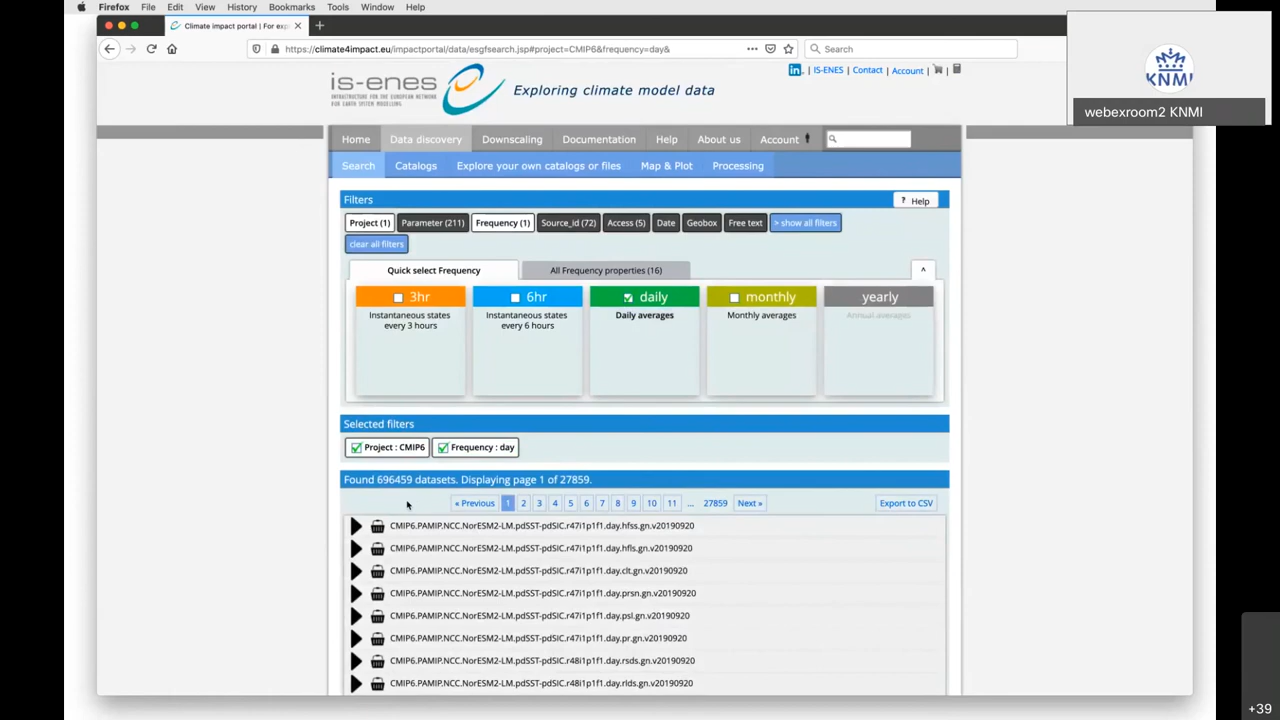 Firefox File Edit View History Bookmarks Tools Window Help
Climate impact portal | For exp
https://climate4impact.eu/impactportal/data/esgfsearch.jsp#project=CMIP6&frequency=day&
Search
KNMI
webexroom2 KNMI
is-enes
INFRASTRUCTURE FOR THE EUROPEAN NETWORK
FOR EARTH SYSTEM MODELLING
Exploring climate model data
in | IS-ENES | Contact | Account | |
Home Data discovery Downscaling Documentation Help About us Account
Search Catalogs Explore your own catalogs or files Map & Plot Processing
Filters
? Help
Project (1) Parameter (211) Frequency (1) Source_id (72) Access (5) Date Geobox Free text > show all filters
clear all filters
Quick select Frequency All Frequency properties (16) ^
3hr 6hr daily monthly yearly
Instantaneous states every 3 hours
Instantaneous states every 6 hours
Daily averages
Monthly averages
Annual averages
Selected filters
Project : CMIP6 Frequency : day
Found 696459 datasets. Displaying page 1 of 27859.
« Previous 1 2 3 4 5 6 7 8 9 10 11 ... 27859 Next » Export to CSV
CMIP6.PAMIP.NCC.NorESM2-LM.pdSST-pdSIC.r47i1p1f1.day.hfss.gn.v20190920
CMIP6.PAMIP.NCC.NorESM2-LM.pdSST-pdSIC.r47i1p1f1.day.hfls.gn.v20190920
CMIP6.PAMIP.NCC.NorESM2-LM.pdSST-pdSIC.r47i1p1f1.day.clt.gn.v20190920
CMIP6.PAMIP.NCC.NorESM2-LM.pdSST-pdSIC.r47i1p1f1.day.prsn.gn.v20190920
CMIP6.PAMIP.NCC.NorESM2-LM.pdSST-pdSIC.r47i1p1f1.day.psl.gn.v20190920
CMIP6.PAMIP.NCC.NorESM2-LM.pdSST-pdSIC.r47i1p1f1.day.pr.gn.v20190920
CMIP6.PAMIP.NCC.NorESM2-LM.pdSST-pdSIC.r48i1p1f1.day.rsds.gn.v20190920
CMIP6.PAMIP.NCC.NorESM2-LM.pdSST-pdSIC.r48i1p1f1.day.rlds.gn.v20190920
+39